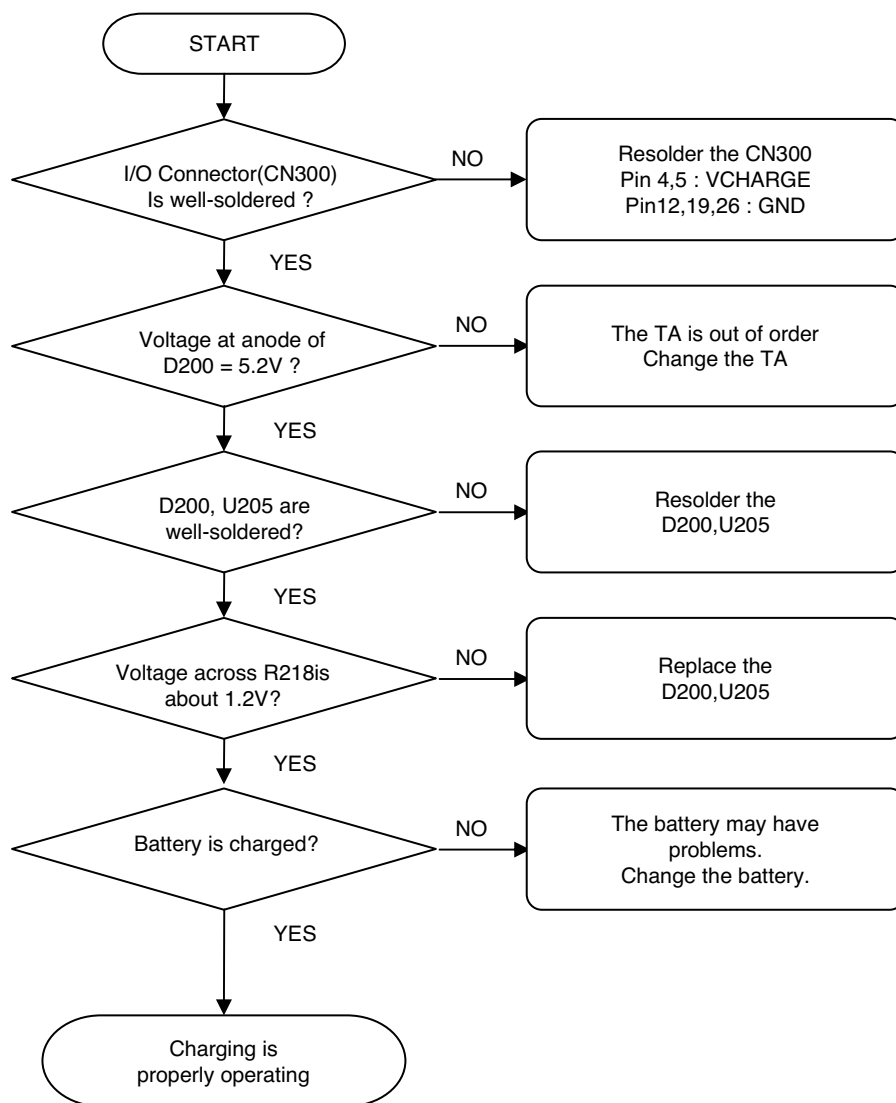 START
I/O Connector(CN300)
Is well-soldered ?
NO
Resolder the CN300
Pin 4,5 : VCHARGE
Pin12,19,26 : GND
YES
Voltage at anode of
D200 = 5.2V ?
NO
The TA is out of order
Change the TA
YES
D200, U205 are
well-soldered?
NO
Resolder the
D200,U205
YES
Voltage across R218is
about 1.2V?
NO
Replace the
D200,U205
YES
Battery is charged?
NO
The battery may have
problems.
Change the battery.
YES
Charging is
properly operating